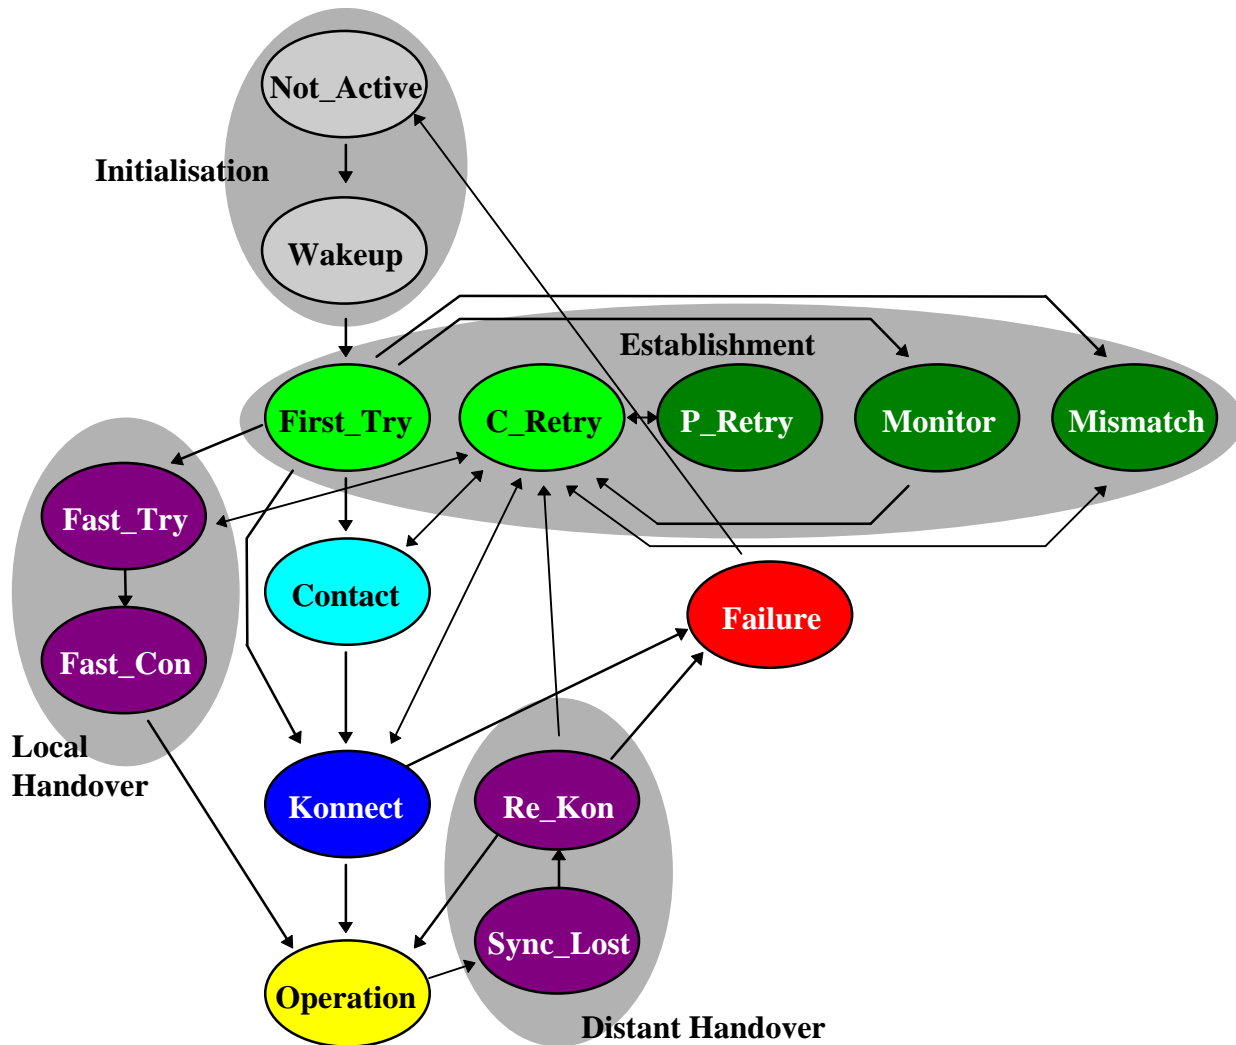 Not_Active
Initialisation
Wakeup
Establishment
First_Try
C_Retry
P_Retry
Monitor
Mismatch
Fast_Try
Contact
Failure
Fast_Con
Local
Handover
Konnect
Re_Kon
Sync_Lost
Operation
Distant Handover